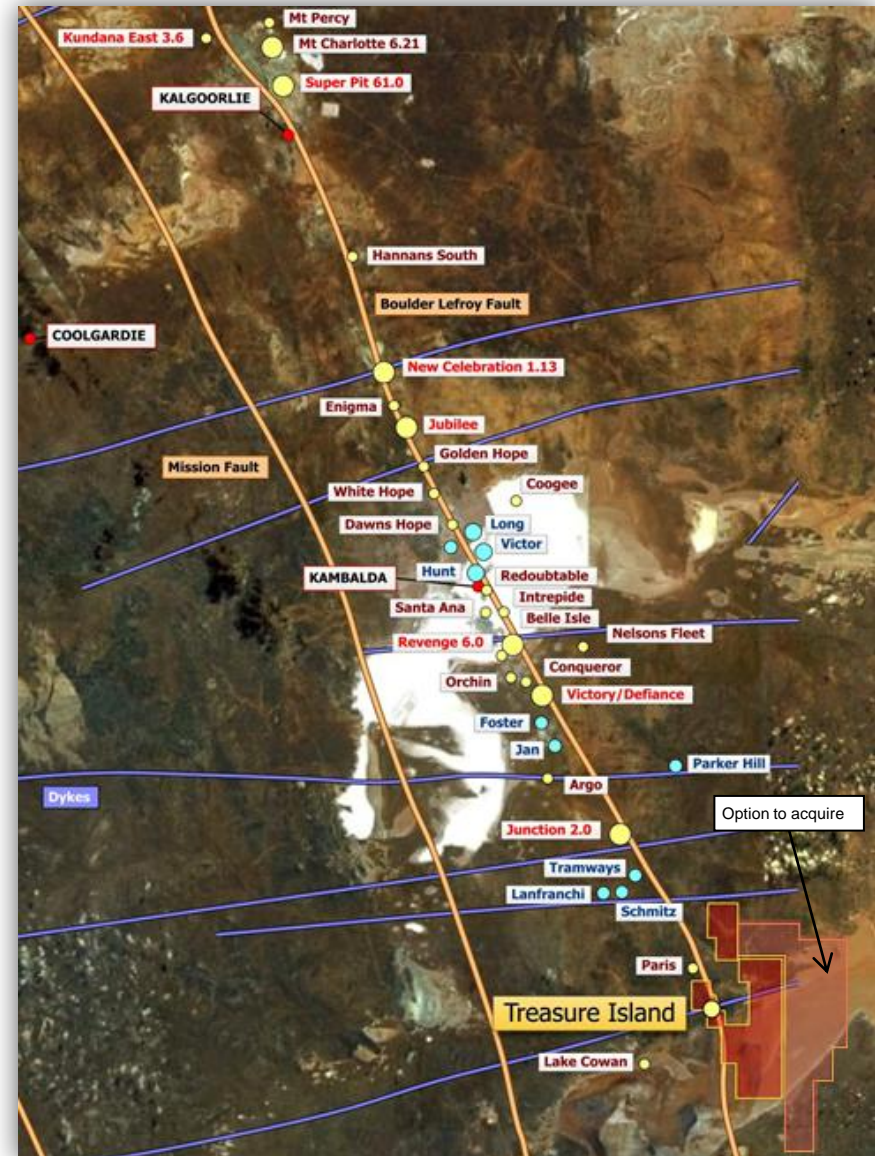 Mt Percy
Kundana East 3.6
Mt Charlotte 6.21
Super Pit 61.0
KALGOORLIE
Hannans South
Boulder Lefroy Fault
COOLGARDIE
New Celebration 1.13
Enigma
Jubilee
Golden Hope
Mission Fault
White Hope
Coogee
Dawns Hope
Long
Victor
Hunt
KAMBALDA
Redoubtable
Intrepide
Santa Ana
Belle Isle
Nelsons Fleet
Revenge 6.0
Conqueror
Orchin
Victory/Defiance
Foster
Jan
Parker Hill
Argo
Dykes
Option to acquire
Junction 2.0
Tramways
Lanfranchi
Schmitz
Paris
Treasure Island
Lake Cowan